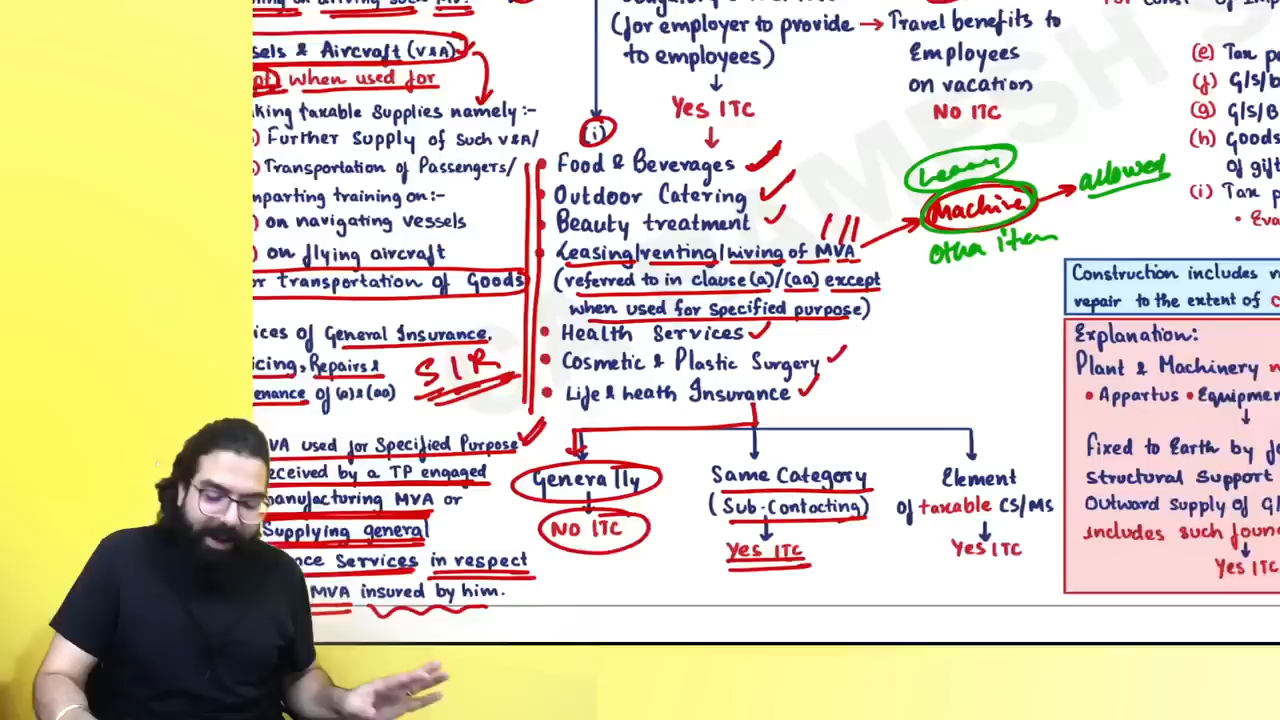 sels & Aircraft (V&A)
when used for
king taxable supplies namely:-
Further supply of such V&A/
Transportation of Passengers/
mparting training on:-
on navigating vessels
on flying aircraft
or transportation of Goods
ices of General Insurance.
icing, Repairs &
enance of (a)&(aa)
SIR
VA used for Specified Purpose
eceived by a TP engaged
manufacturing MVA or
Supplying general
ce Services in respect
MVA insured by him.
(for employer to provide → Travel benefits to
to employees)
Employees
on vacation
Yes ITC
No ITC
(i)
• Food & Beverages
• Outdoor Catering
• Beauty treatment
• Leasing/renting/hiring of MVA
(referred to in clause (a)/(aa) except
when used for specified purpose)
• Health Services
• Cosmetic & Plastic Surgery
• Life & heath Insurance
heavy
Machine
allowed
other item
Generally
NO ITC
Same Category
(Sub-Contacting)
Yes ITC
Element
of taxable CS/MS
Yes ITC
(e) Tax p
(f) G/S/b
(g) G/S/B
(h) Goods
of gift
(i) Tax p
Construction includes
repair to the extent of
Explanation:
Plant & Machinery
• Appartus • Equipmen
fixed to Earth by fo
structural Support
Outward supply of G/
includes such foun
Yes ITC